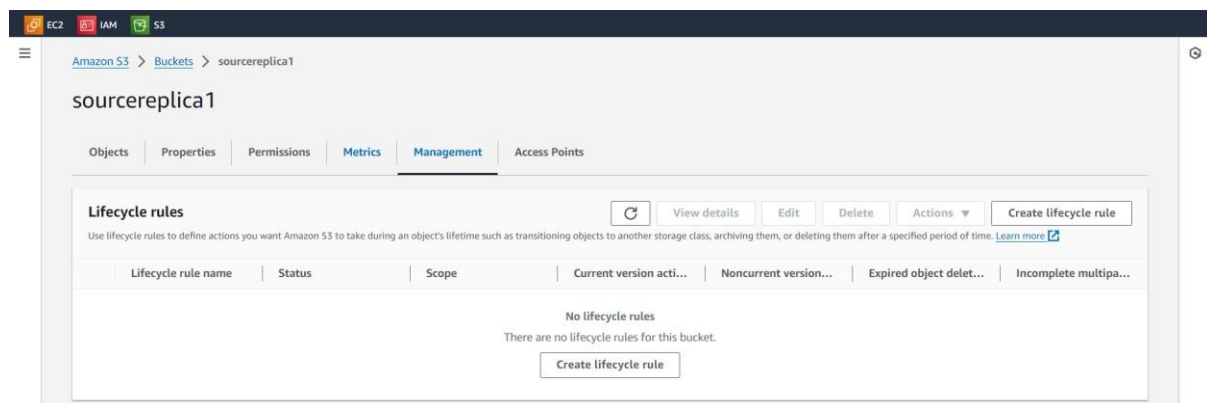 EC2 IAM S3
Amazon S3 > Buckets > sourcereplica1
sourcereplica1
Objects Properties Permissions Metrics Management Access Points
Lifecycle rules View details Edit Delete Actions ▼ Create lifecycle rule
Use lifecycle rules to define actions you want Amazon S3 to take during an object's lifetime such as transitioning objects to another storage class, archiving them, or deleting them after a specified period of time. Learn more
Lifecycle rule name Status Scope Current version acti... Noncurrent version... Expired object delet... Incomplete multipa...
No lifecycle rules
There are no lifecycle rules for this bucket.
Create lifecycle rule